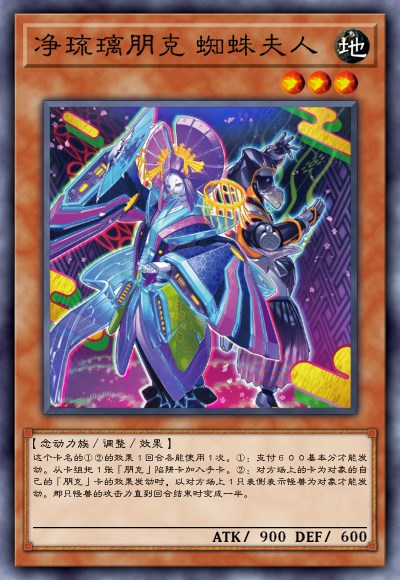 净琉璃朋克 蜘蛛夫人
地
【念动力族／调整／效果】
这个卡名的①②的效果１回合各能使用１次。①：支付６００基本分才能发
动。从卡组把１张「朋克」陷阱卡加入手卡。②：对方场上的卡为对象的自
己的「朋克」卡的效果发动时，以对方场上１只表侧表示怪兽为对象才能发
动。那只怪兽的攻击力直到回合结束时变成一半。
ATK/ 900 DEF/ 600